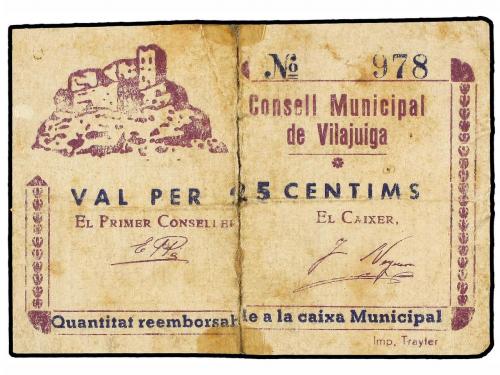 Nº 978
Consell Municipal
de Vilajuiga
VAL PER 25 CENTIMS
EL PRIMER CONSELLER
EL CAIXER,
Quantitat reemborsable a la caixa Municipal
Imp. Trayter